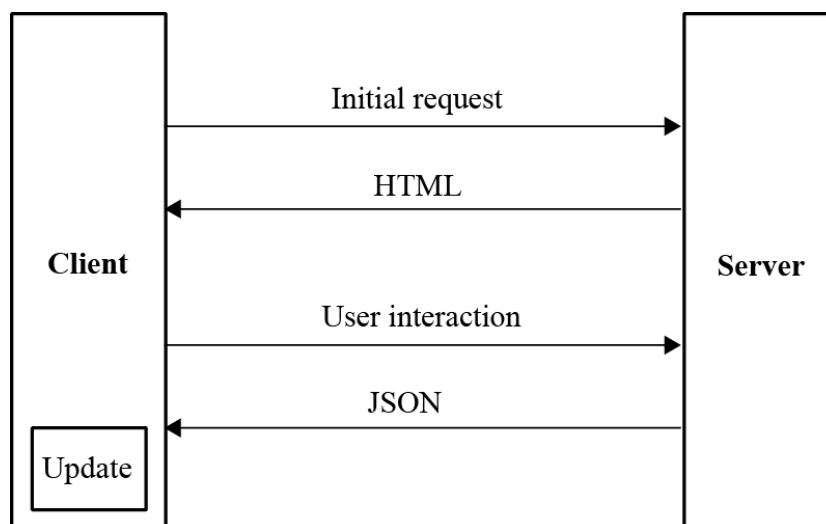 Initial request
HTML
Client
Server
User interaction
JSON
Update